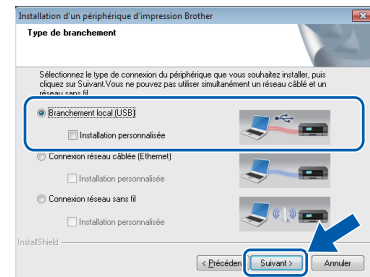 Installation d'un périphérique d'impression Brother
Type de branchement
Sélectionnez le type de connexion du périphérique que vous souhaitez installer, puis
cliquez sur Suivant.Vous ne pouvez pas utiliser simultanément un réseau câblé et un
réseau sans fil.
Branchement local (USB)
Installation personnalisée
Connexion réseau câblée (Ethernet)
Installation personnalisée
Connexion réseau sans fil
Installation personnalisée
InstallShield
< Précéden
Suivant >
Annuler